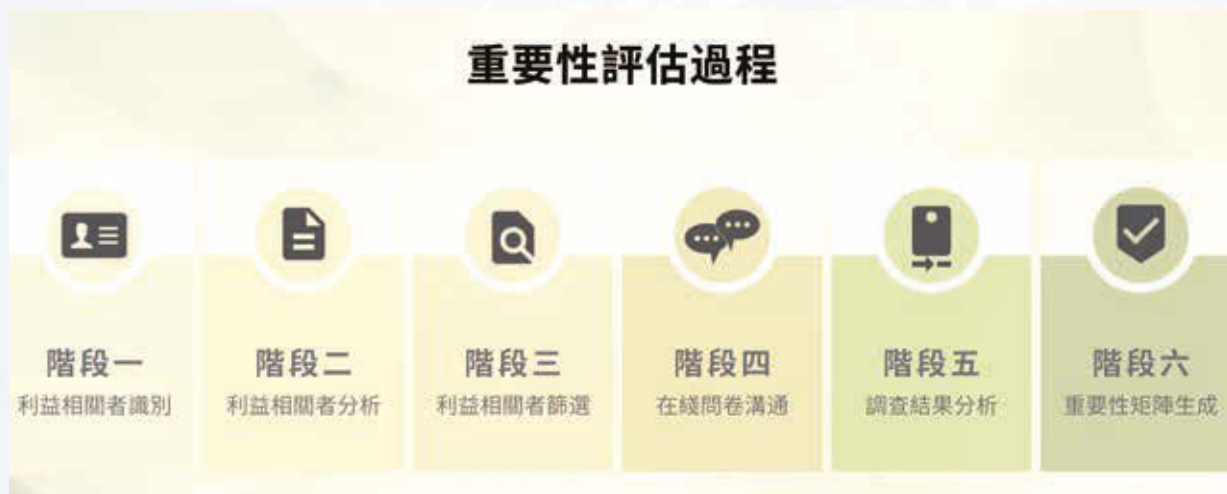 重要性評估過程
階段一
利益相關者識別
階段二
利益相關者分析
階段三
利益相關者篩選
階段四
在綫問卷溝通
階段五
調查結果分析
階段六
重要性矩陣生成